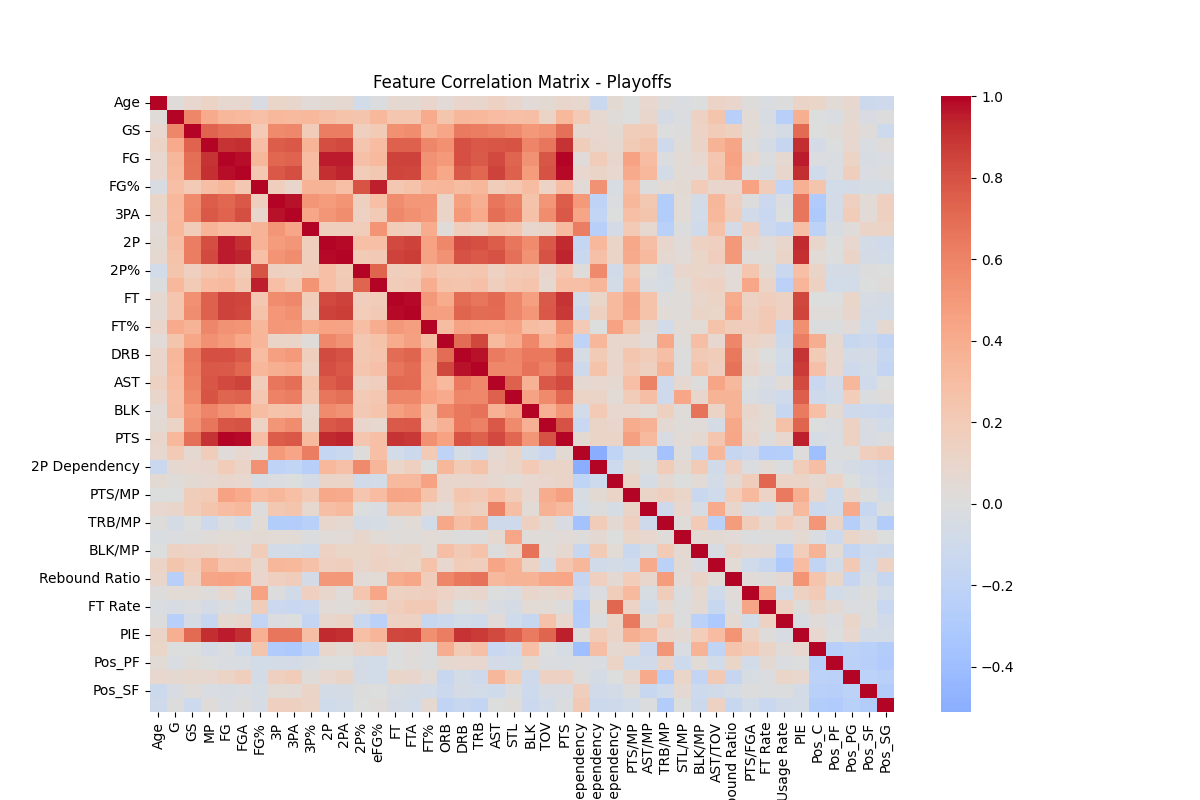 Feature Correlation Matrix - Playoffs
Age
GS
FG
FG%
3PA
2P
2P%
FT
FT%
DRB
AST
BLK
PTS
2P Dependency
PTS/MP
TRB/MP
BLK/MP
Rebound Ratio
FT Rate
PIE
Pos_PF
Pos_SF
1.0
0.8
0.6
0.4
0.2
0.0
−0.2
−0.4
Age
G
GS
MP
FG
FGA
FG%
3P
3PA
3P%
2P
2PA
2P%
eFG%
FT
FTA
FT%
ORB
DRB
TRB
AST
STL
BLK
TOV
PTS
ependency
ependency
ependency
PTS/MP
AST/MP
TRB/MP
STL/MP
BLK/MP
AST/TOV
ound Ratio
PTS/FGA
FT Rate
Usage Rate
PIE
Pos_C
Pos_PF
Pos_PG
Pos_SF
Pos_SG